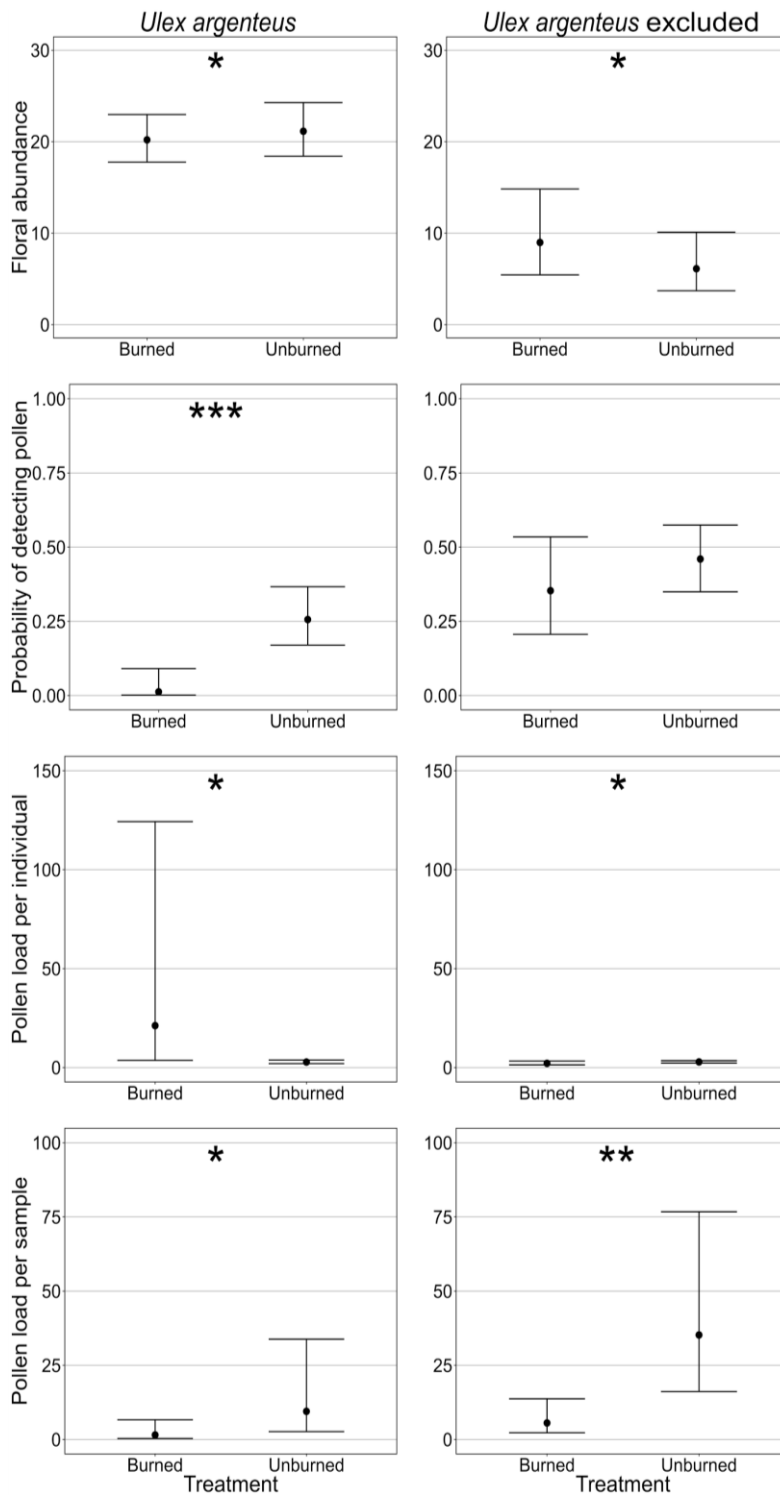 Ulex argenteus
Ulex argenteus excluded
Floral abundance
30
20
10
0
*
Burned
Unburned
30
20
10
0
*
Burned
Unburned
Probability of detecting pollen
1.00
0.75
0.50
0.25
0.00
***
Burned
Unburned
1.00
0.75
0.50
0.25
0.00
Burned
Unburned
Pollen load per individual
150
100
50
0
*
Burned
Unburned
150
100
50
0
*
Burned
Unburned
Pollen load per sample
100
75
50
25
0
*
Burned
Unburned
Treatment
100
75
50
25
0
**
Burned
Unburned
Treatment